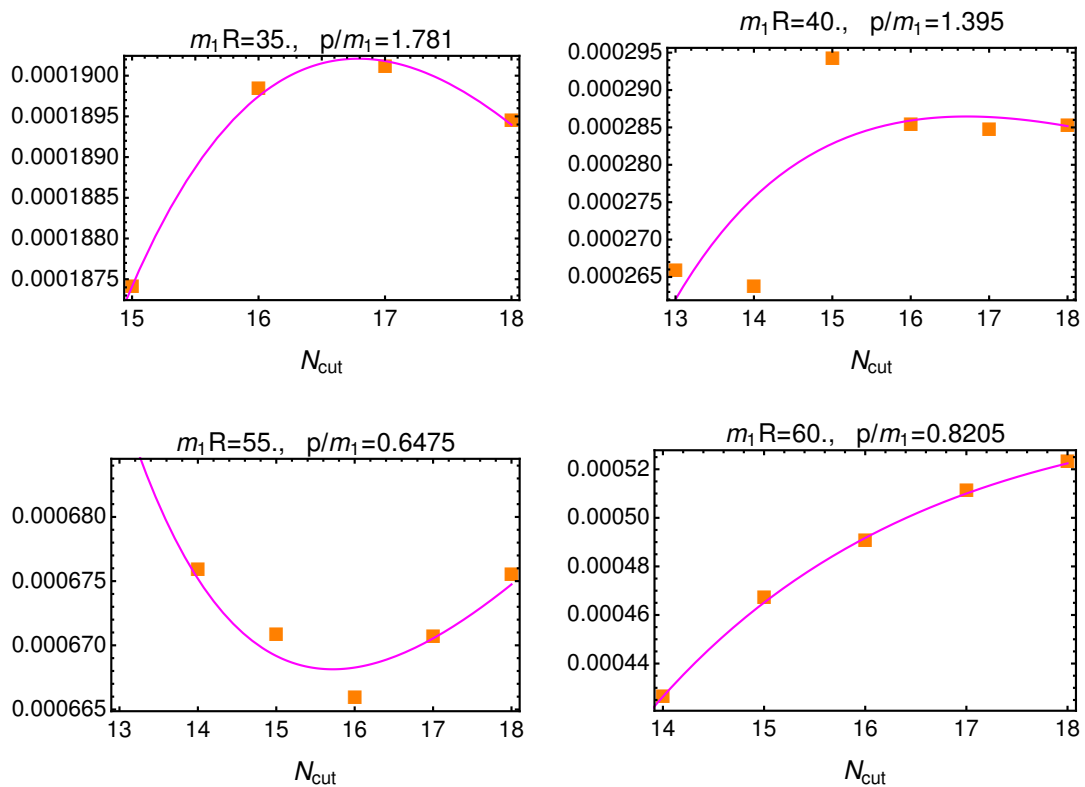 m₁R=35., p/m₁=1.781
0.0001900
0.0001895
0.0001890
0.0001885
0.0001880
0.0001875
15 16 17 18
N_cut
m₁R=40., p/m₁=1.395
0.000295
0.000290
0.000285
0.000280
0.000275
0.000270
0.000265
13 14 15 16 17 18
N_cut
m₁R=55., p/m₁=0.6475
0.000680
0.000675
0.000670
0.000665
13 14 15 16 17 18
N_cut
m₁R=60., p/m₁=0.8205
0.00052
0.00050
0.00048
0.00046
0.00044
14 15 16 17 18
N_cut